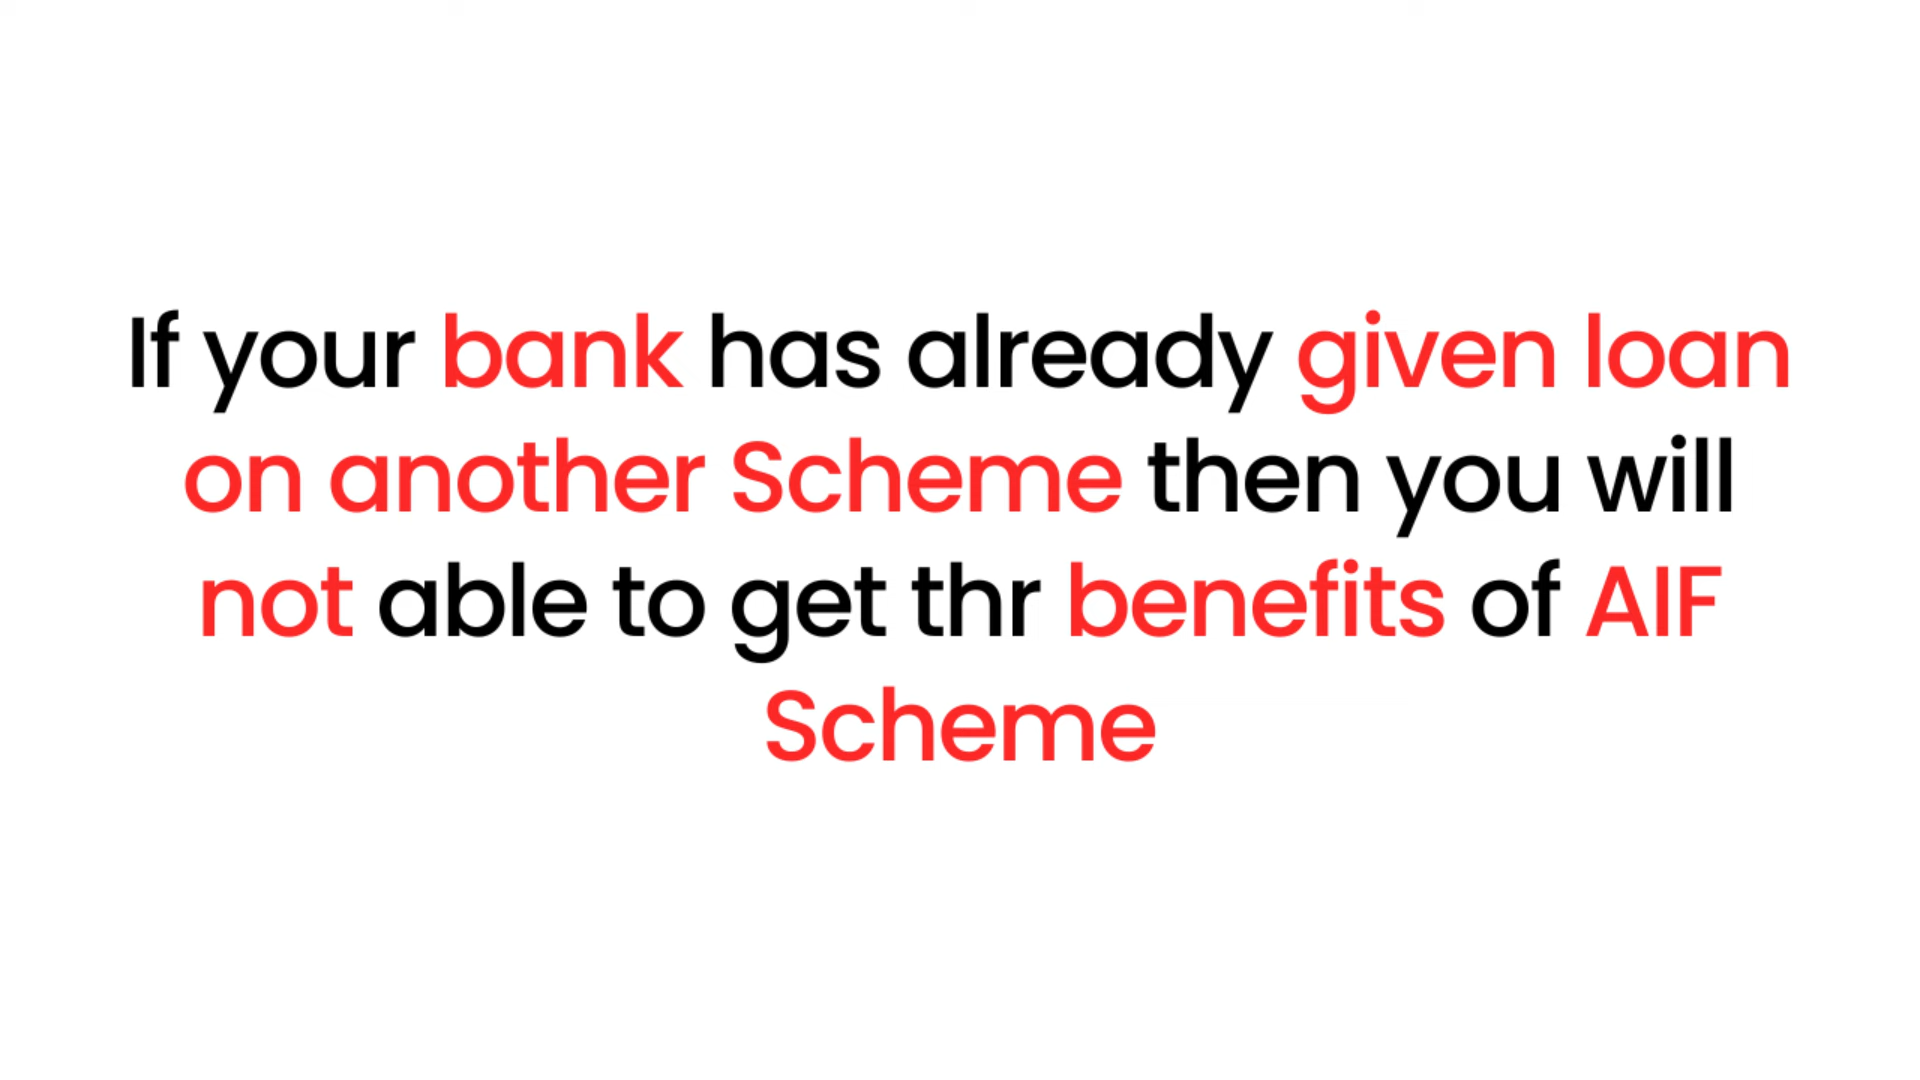 If your bank has already given loan
on another Scheme then you will
not able to get thr benefits of AIF
Scheme